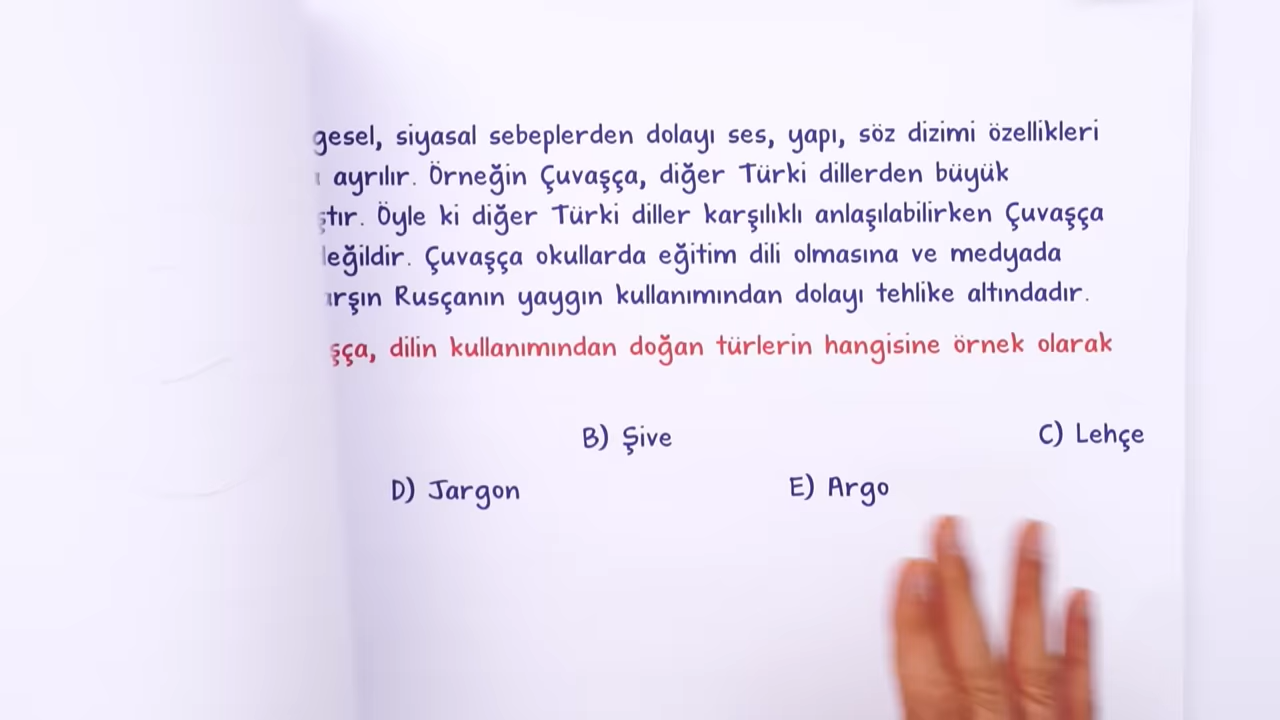 gesel, siyasal sebeplerden dolayı ses, yapı, söz dizimi özellikleri
ayrılır. Örneğin Çuvaşça, diğer Türki dillerden büyük
ştır. Öyle ki diğer Türki diller karşılıklı anlaşılabilirken Çuvaşça
eğildir. Çuvaşça okullarda eğitim dili olmasına ve medyada
rşın Rusçanın yaygın kullanımından dolayı tehlike altındadır.
şça, dilin kullanımından doğan türlerin hangisine örnek olarak
B) Şive C) Lehçe
D) Jargon E) Argo